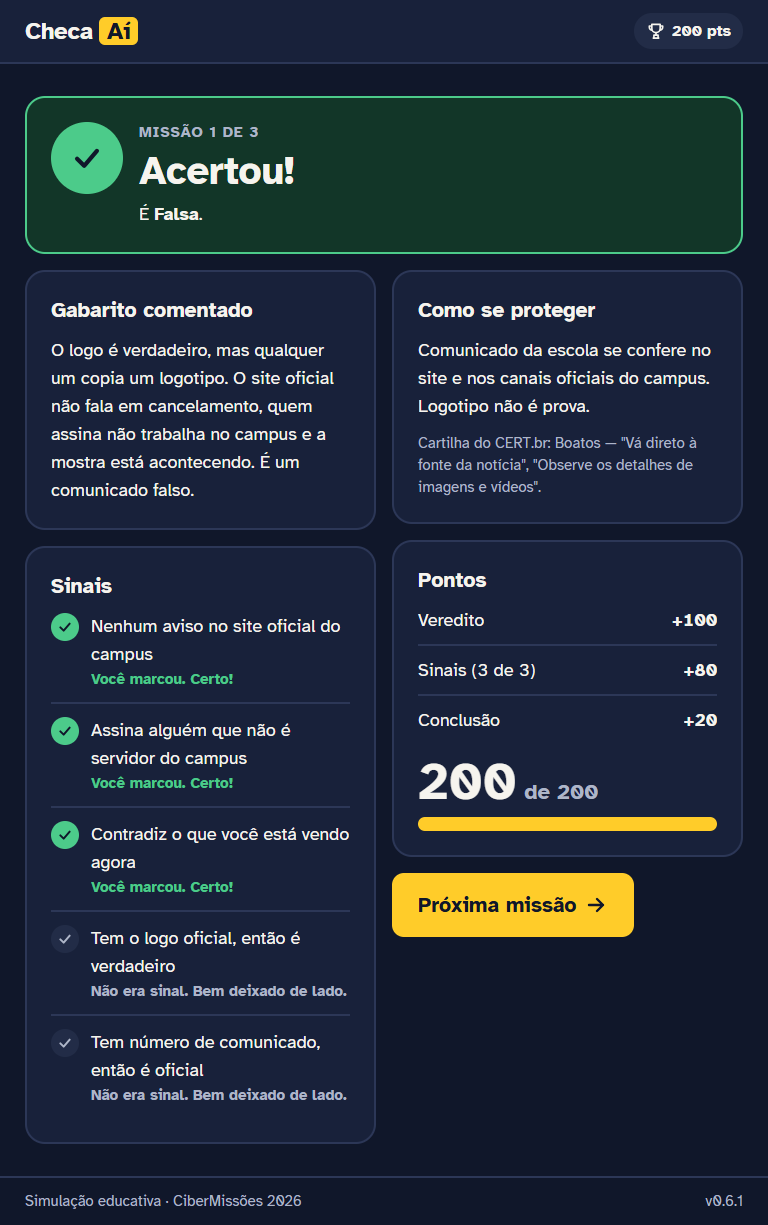 Checa Aí
200 pts
MISSÃO 1 DE 3
Acertou!
É Falsa.
Gabarito comentado
O logo é verdadeiro, mas qualquer
um copia um logotipo. O site oficial
não fala em cancelamento, quem
assina não trabalha no campus e a
mostra está acontecendo. É um
comunicado falso.
Sinais
Nenhum aviso no site oficial do
campus
Você marcou. Certo!
Assina alguém que não é
servidor do campus
Você marcou. Certo!
Contradiz o que você está vendo
agora
Você marcou. Certo!
Tem o logo oficial, então é
verdadeiro
Não era sinal. Bem deixado de lado.
Tem número de comunicado,
então é oficial
Não era sinal. Bem deixado de lado.
Como se proteger
Comunicado da escola se confere no
site e nos canais oficiais do campus.
Logotipo não é prova.
Cartilha do CERT.br: Boatos — "Vá direto à
fonte da notícia", "Observe os detalhes de
imagens e vídeos".
Pontos
Veredito +100
Sinais (3 de 3) +80
Conclusão +20
200 de 200
Próxima missão →
Simulação educativa · CiberMissões 2026
v0.6.1